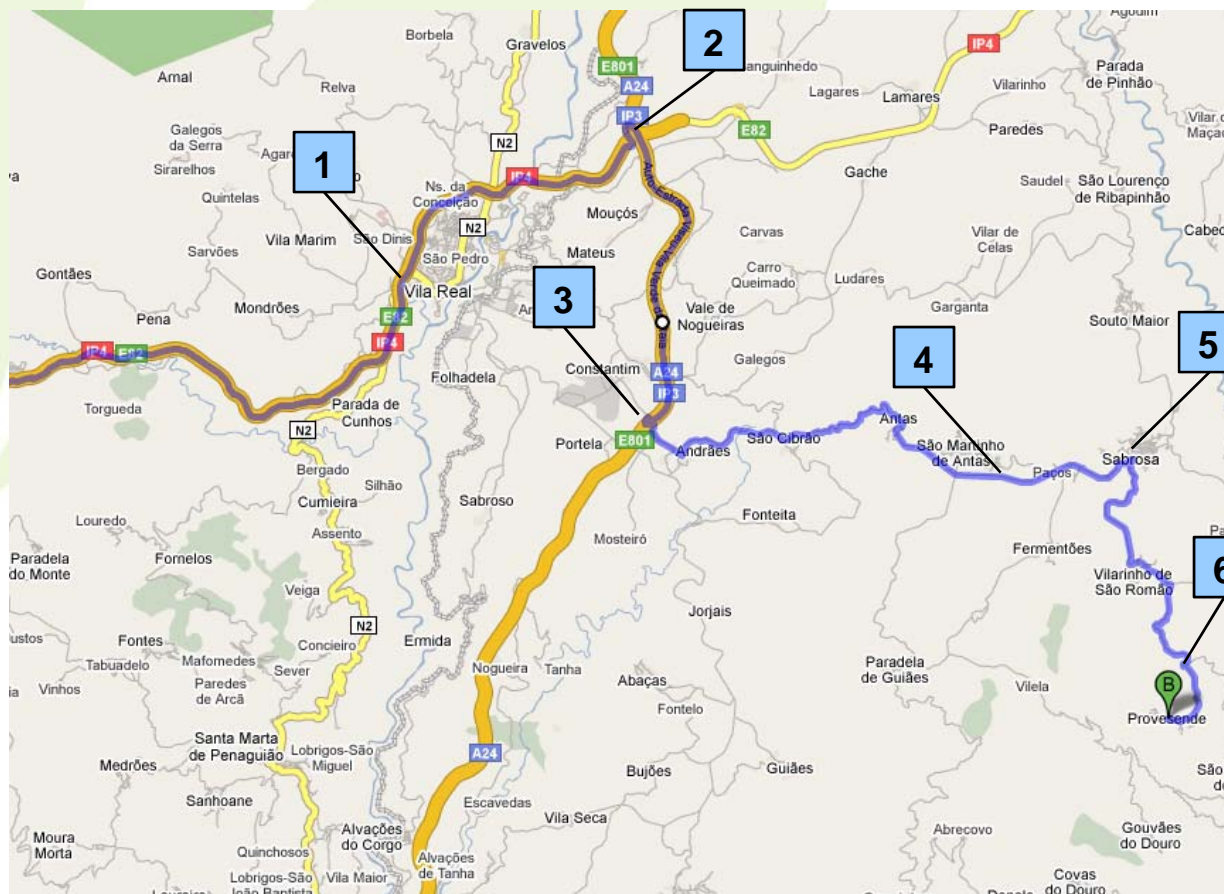 Borbela
Gravelos
2
IP4
Agodim
Arnal
Relva
E801
A24
Lagares
Vilarinho
Lamares
Parada
de Pinhão
Galegos
da Serra
Sirarelhos
N2
IP3
E82
Paredes
1
IP4
Gache
Quintelas
Ns. da
Conceição
Mouçós
Saudel
São Lourenço
de Ribapinhão
Sarvões
Vila Marim
São Dinis
N2
São Pedro
Mateus
Carvas
Vilar de
Celas
Gontães
Mondrões
Vila Real
3
Carro
Queimado
Ludares
Garganta
Pena
E82
IP4
Vale de
Nogueiras
Souto Maior
IP4
E82
Folhadela
Constantim
A24
IP3
Galegos
4
5
Torgueda
Parada de
Cunhos
N2
Portela
E801
Andrães
São Cibrão
Antas
São Martinho
de Antas
Paços
Sabrosa
Bergado
Silhão
Cumieira
Sabroso
Fonteita
Louredo
Assento
Mosteiró
Fermentões
Paradela
do Monte
Fornelos
Vilarinho de
São Romão
6
Veiga
Jorjais
Fontes
Concieiro
N2
Ermida
Tabuadelo
Mafomedes
Sever
Nogueira
Tanha
Abaças
Paradela
de Guiães
Vilela
B
Vinhos
Paredes
de Arcã
Fontelo
Provesende
Santa Marta
de Penaguião
Lobrigos-São
Miguel
A24
Medrões
Bujões
Guiães
Sanhoane
Escavedas
Vila Seca
Moura
Morta
Alvações
do Corgo
Abrecovo
Gouvães
do Douro
Quinchosos
Alvações
de Tanha
Vila Maior
Lobrigos-São
João Baptista
Covas
do Douro